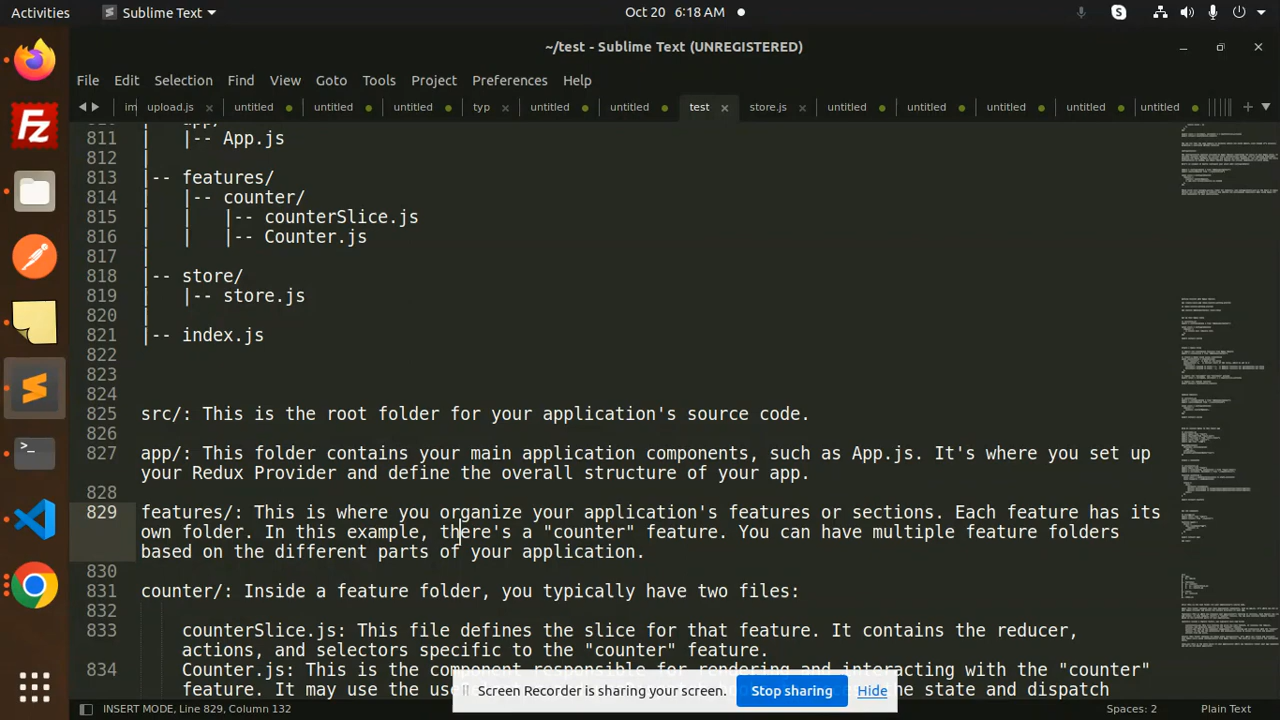 Activities Sublime Text Oct 20 6:18 AM
~/test - Sublime Text (UNREGISTERED)
File Edit Selection Find View Goto Tools Project Preferences Help
im upload.js untitled untitled untitled typ untitled untitled test store.js untitled untitled untitled untitled untitled
811 | |-- App.js
812 |
813 |-- features/
814 | |-- counter/
815 | | |-- counterSlice.js
816 | | |-- Counter.js
817 |
818 |-- store/
819 | |-- store.js
820 |
821 |-- index.js
822
823
824
825 src/: This is the root folder for your application's source code.
826
827 app/: This folder contains your main application components, such as App.js. It's where you set up
your Redux Provider and define the overall structure of your app.
828
829 features/: This is where you organize your application's features or sections. Each feature has its
own folder. In this example, there's a "counter" feature. You can have multiple feature folders
based on the different parts of your application.
830
831 counter/: Inside a feature folder, you typically have two files:
832
833 counterSlice.js: This file defines the slice for that feature. It contains the reducer,
actions, and selectors specific to the "counter" feature.
834 Counter.js: This is the component responsible for rendering and interacting with the "counter"
feature. It may use the the state and dispatch
Screen Recorder is sharing your screen. Stop sharing Hide
INSERT MODE, Line 829, Column 132 Spaces: 2 Plain Text